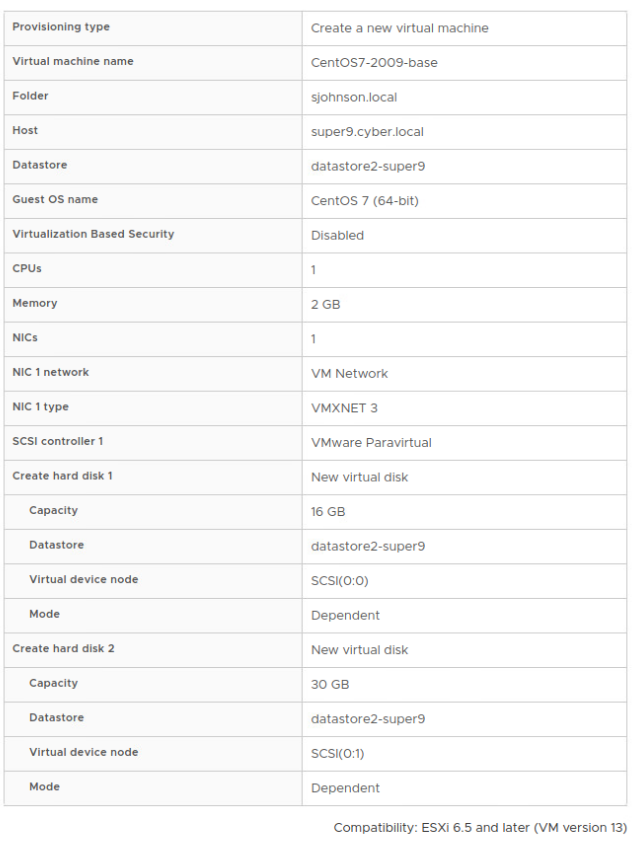 Provisioning type Create a new virtual machine
Virtual machine name CentOS7-2009-base
Folder sjohnson.local
Host super9.cyber.local
Datastore datastore2-super9
Guest OS name CentOS 7 (64-bit)
Virtualization Based Security Disabled
CPUs 1
Memory 2 GB
NICs 1
NIC 1 network VM Network
NIC 1 type VMXNET 3
SCSI controller 1 VMware Paravirtual
Create hard disk 1 New virtual disk
Capacity 16 GB
Datastore datastore2-super9
Virtual device node SCSI(0:0)
Mode Dependent
Create hard disk 2 New virtual disk
Capacity 30 GB
Datastore datastore2-super9
Virtual device node SCSI(0:1)
Mode Dependent
Compatibility: ESXi 6.5 and later (VM version 13)